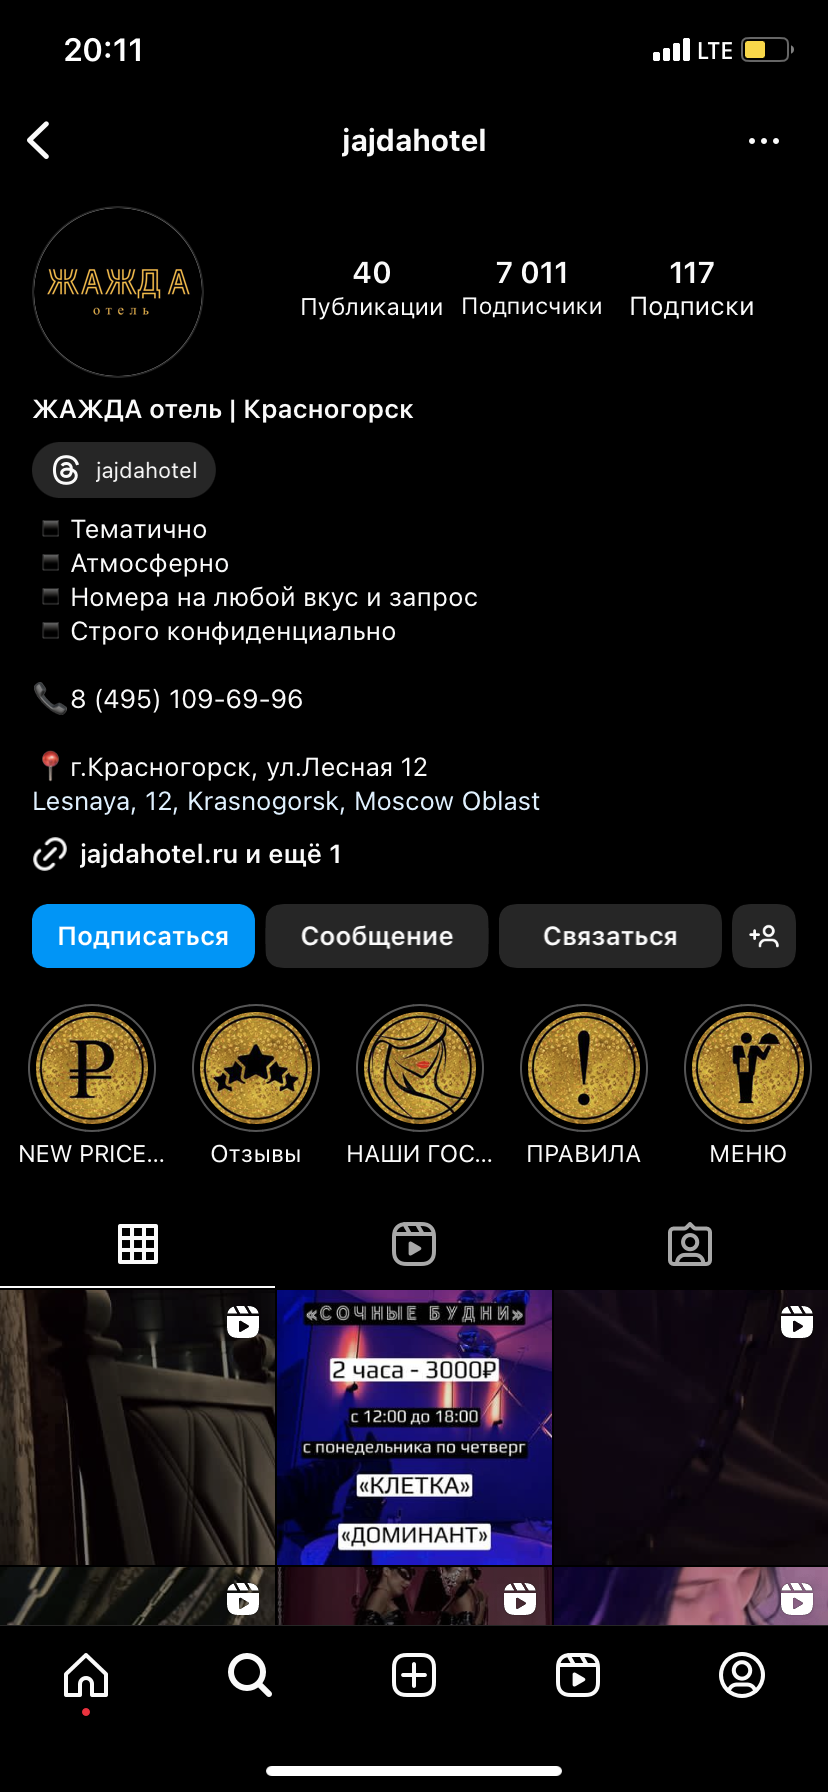 20:11
LTE
jajdahotel
ЖАЖДА
отель
40
Публикации
7 011
Подписчики
117
Подписки
ЖАЖДА отель | Красногорск
jajdahotel
Тематично
Атмосферно
Номера на любой вкус и запрос
Строго конфиденциально
8 (495) 109-69-96
г.Красногорск, ул.Лесная 12
Lesnaya, 12, Krasnogorsk, Moscow Oblast
jajdahotel.ru и ещё 1
Подписаться
Сообщение
Связаться
NEW PRICE...
Отзывы
НАШИ ГОС...
ПРАВИЛА
МЕНЮ
«СОЧНЫЕ БУДНИ»
2 часа - 3000₽
с 12:00 до 18:00
с понедельника по четверг
«КЛЕТКА»
«ДОМИНАНТ»